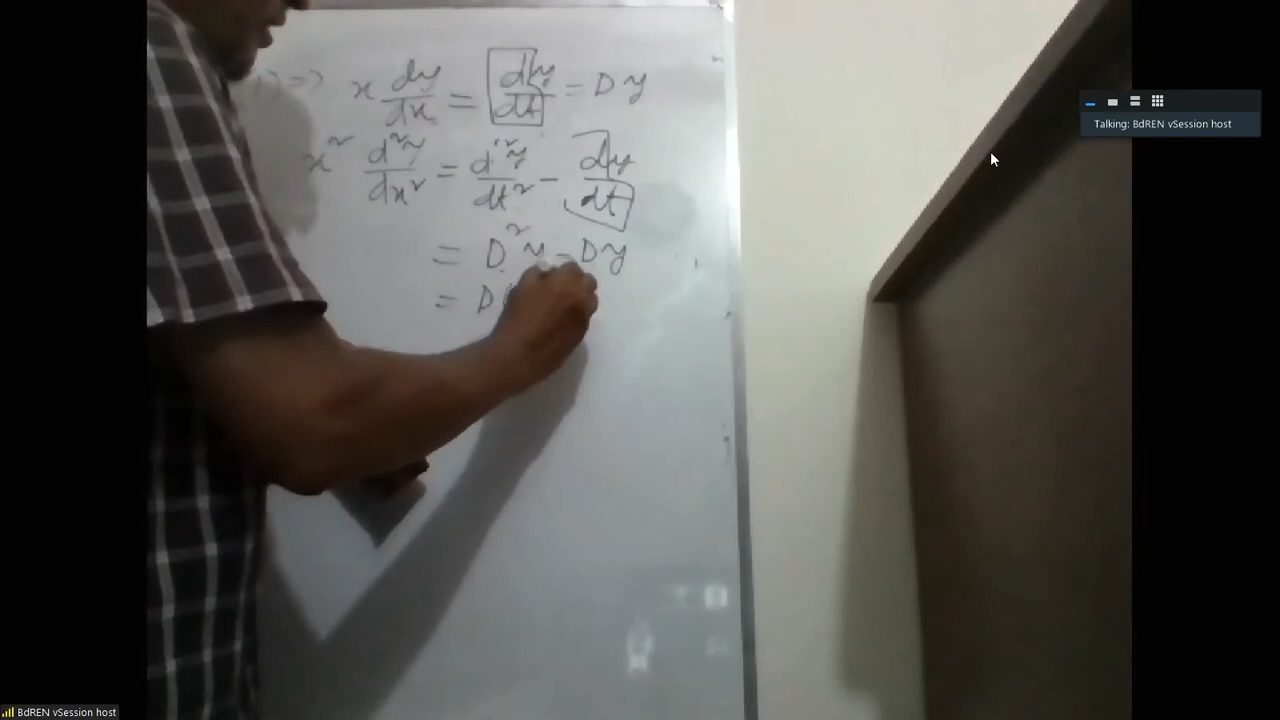 => x dy/dx = dy/dt = Dy
x² d²y/dx² = d²y/dt² - dy/dt
= D²y - Dy
= D(
Talking: BdREN vSession host
BdREN vSession host